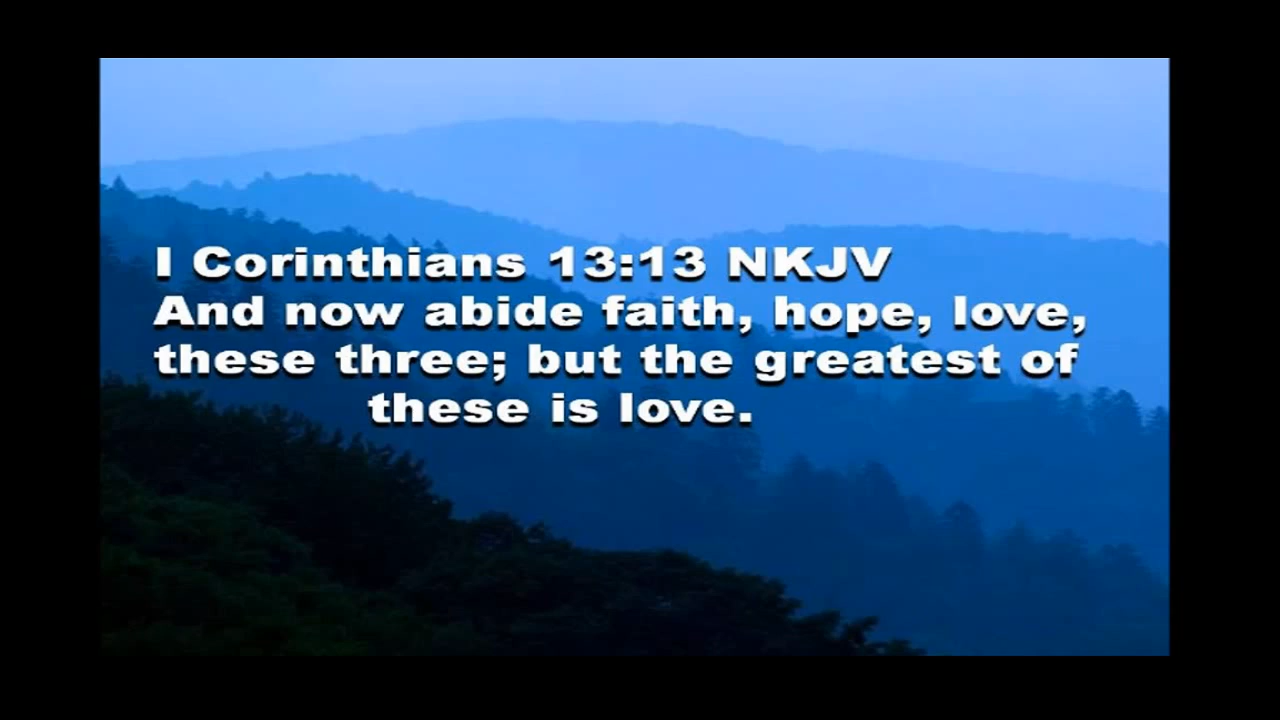 I Corinthians 13:13 NKJV
And now abide faith, hope, love,
these three; but the greatest of
these is love.